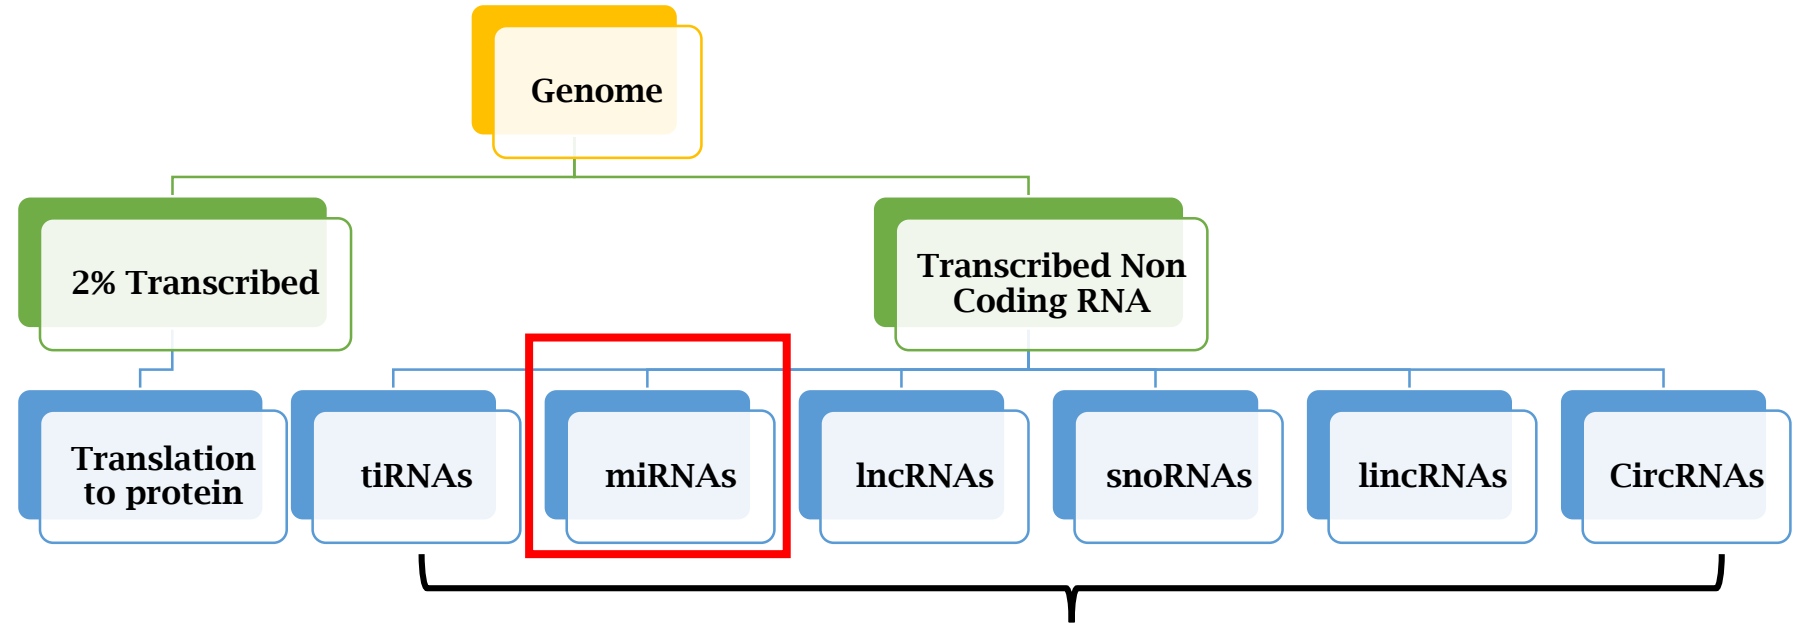 Genome
2% Transcribed
Transcribed Non
Coding RNA
Translation
to protein
tiRNAs
miRNAs
lncRNAs
snoRNAs
lincRNAs
CircRNAs